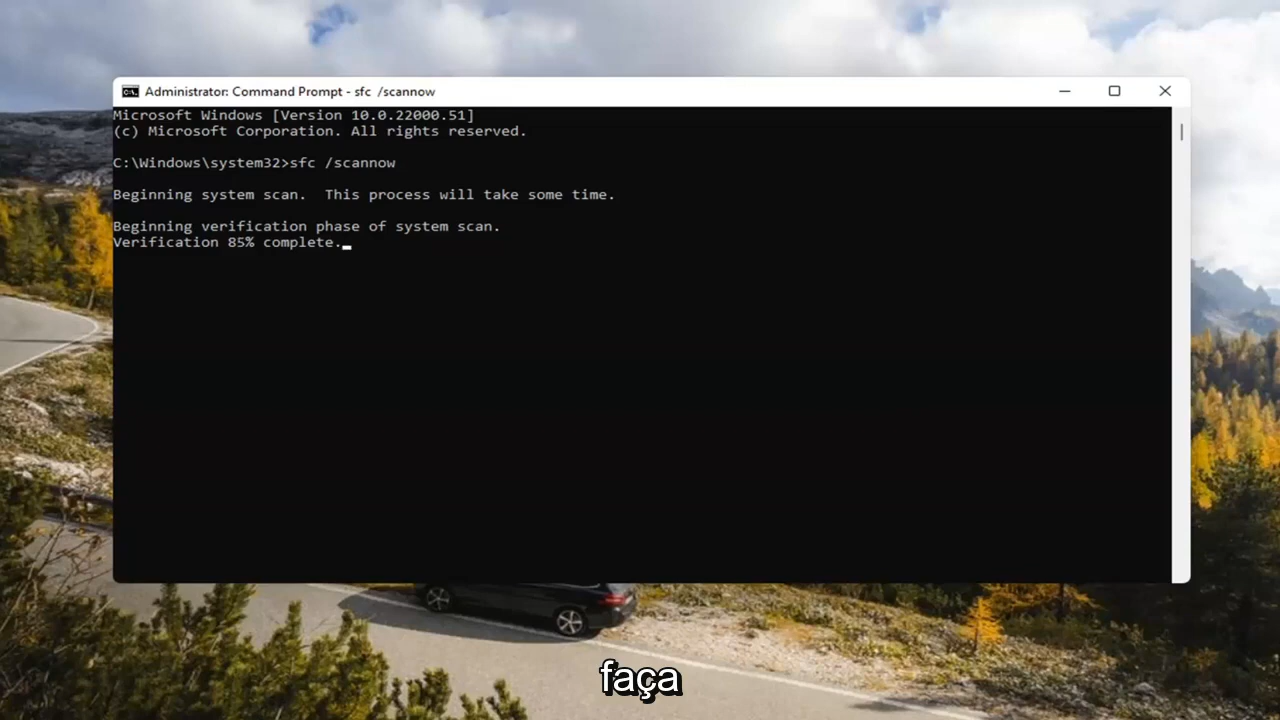 Administrator: Command Prompt - sfc  /scannow
Microsoft Windows [Version 10.0.22000.51]
(c) Microsoft Corporation. All rights reserved.
C:\Windows\system32>sfc /scannow
Beginning system scan.  This process will take some time.
Beginning verification phase of system scan.
Verification 85% complete.
faça